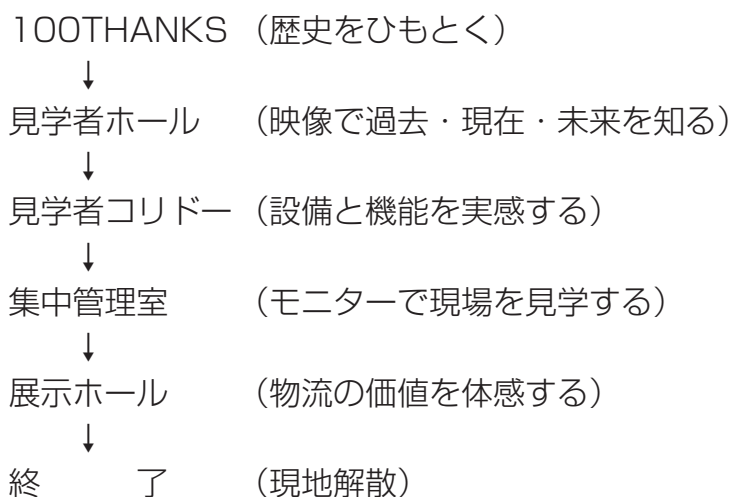 100THANKS（歴史をひもとく）
↓
見学者ホール　（映像で過去・現在・未来を知る）
↓
見学者コリドー（設備と機能を実感する）
↓
集中管理室　　（モニターで現場を見学する）
↓
展示ホール　　（物流の価値を体感する）
↓
終　　　了　　（現地解散）